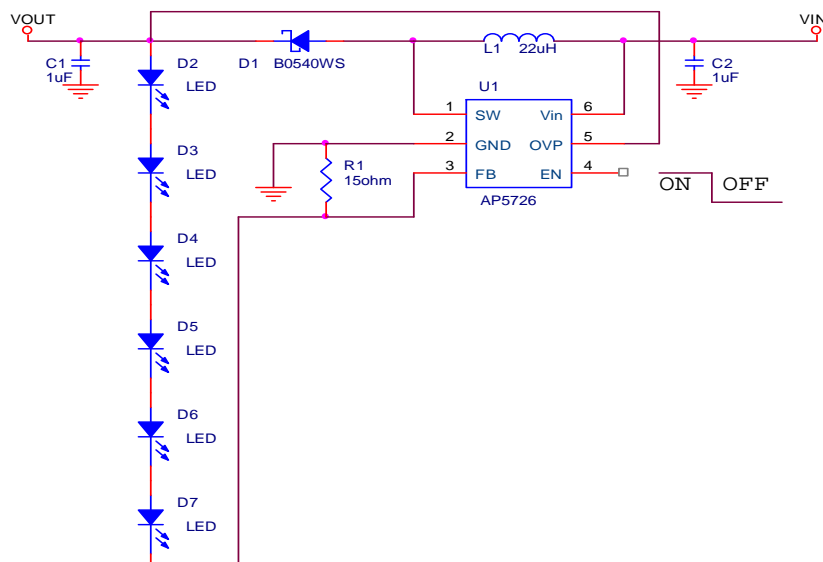 VOUT
VIN
C1
1uF
D2
LED
D1
B0540WS
L1
22uH
C2
1uF
U1
1
SW
Vin
6
2
GND
OVP
5
3
FB
EN
4
AP5726
R1
15ohm
ON
OFF
D3
LED
D4
LED
D5
LED
D6
LED
D7
LED